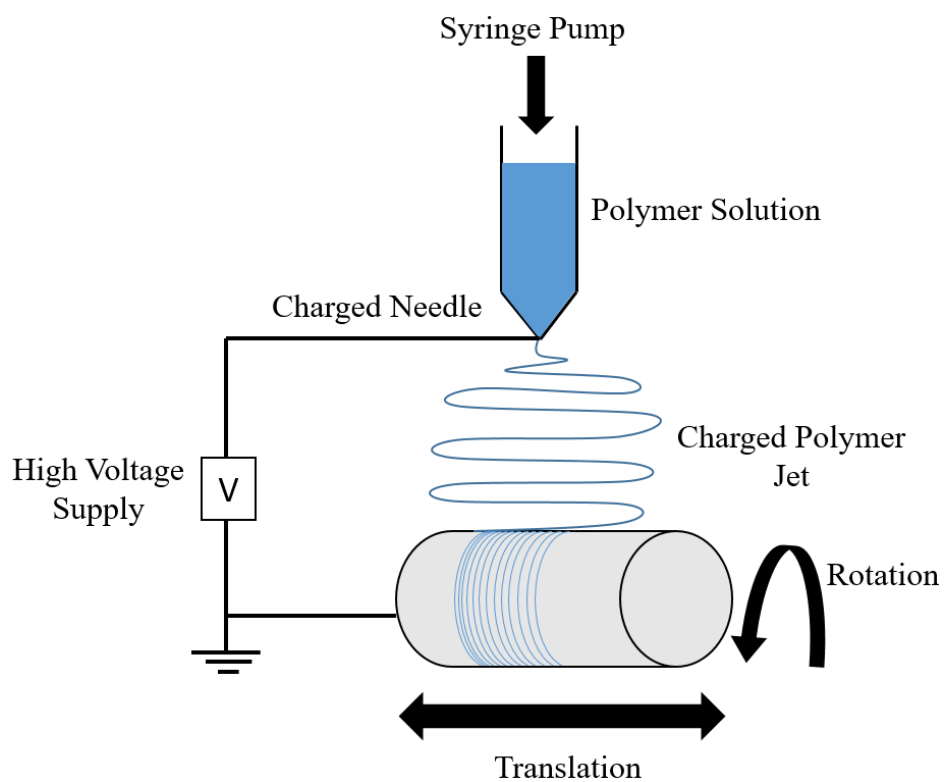 Syringe Pump
Polymer Solution
Charged Needle
Charged Polymer
Jet
High Voltage
Supply
V
Rotation
Translation